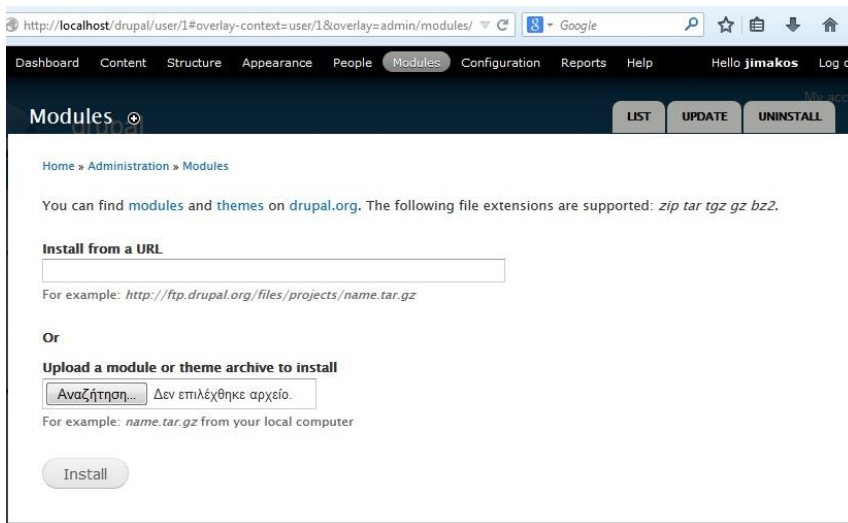 http://localhost/drupal/user/1#overlay-context=user/1&overlay=admin/modules/
Google
Dashboard Content Structure Appearance People Modules Configuration Reports Help Hello jimakos Log
My acc
Modules
drupal
LIST UPDATE UNINSTALL
Home » Administration » Modules
You can find modules and themes on drupal.org. The following file extensions are supported: zip tar tgz gz bz2.
Install from a URL
For example: http://ftp.drupal.org/files/projects/name.tar.gz
Or
Upload a module or theme archive to install
Αναζήτηση... Δεν επιλέχθηκε αρχείο.
For example: name.tar.gz from your local computer
Install